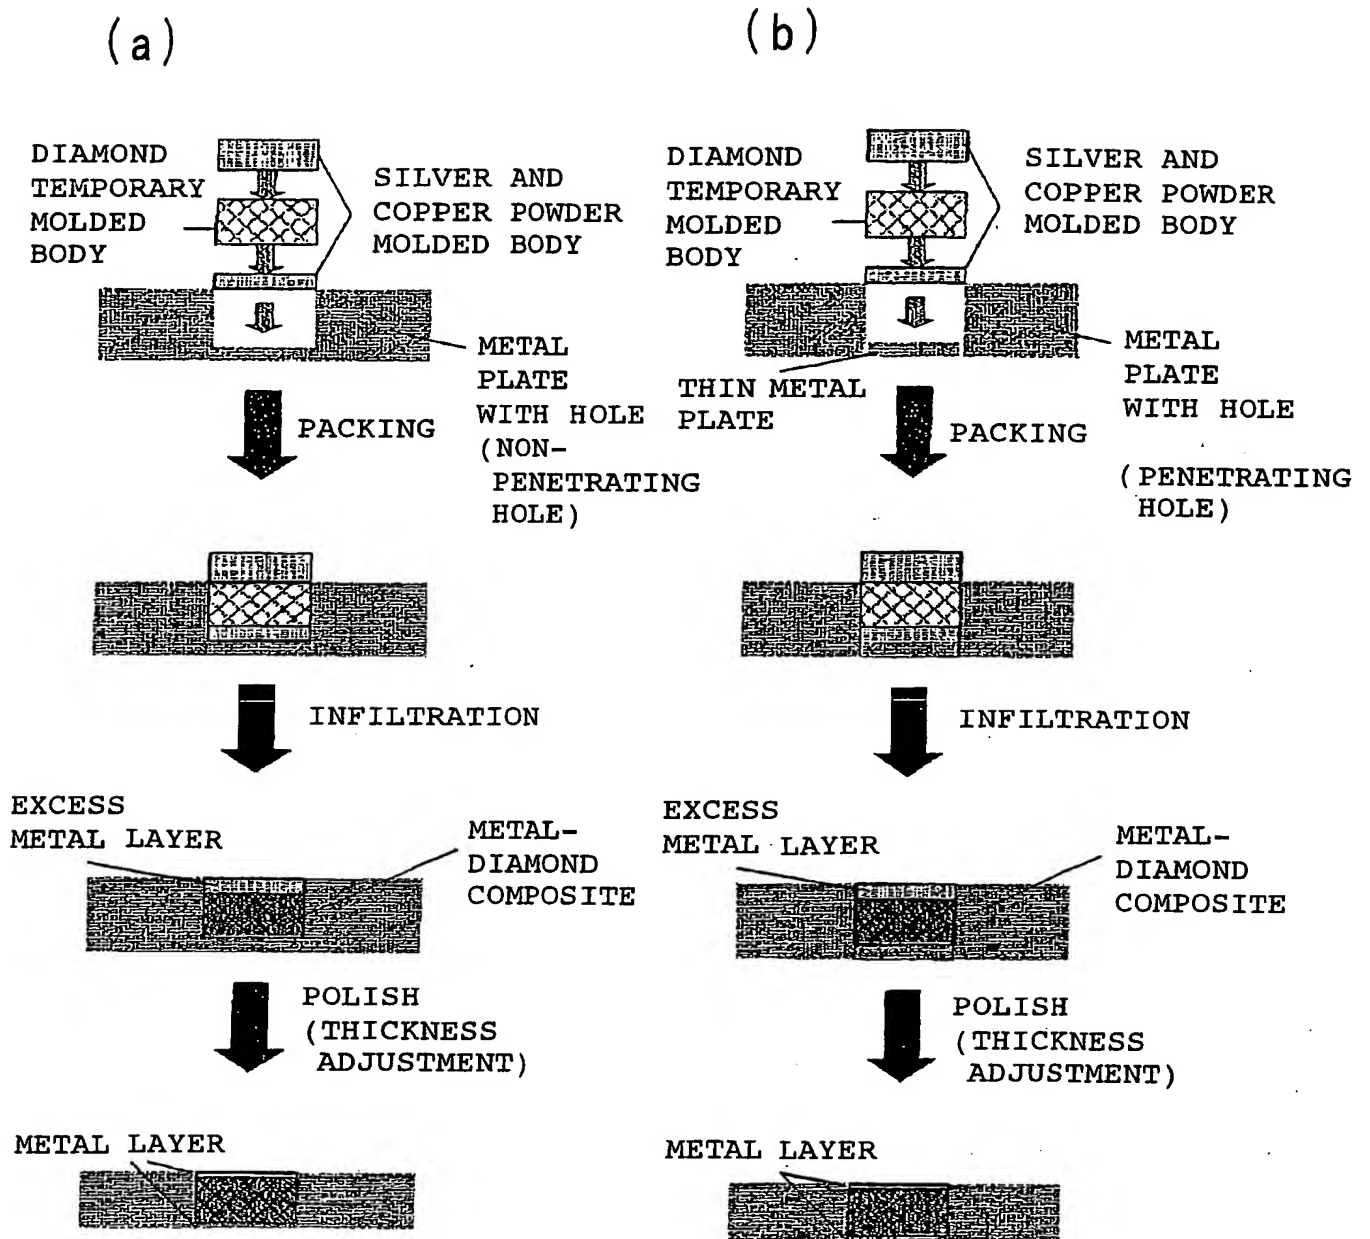 (a)
DIAMOND
TEMPORARY
MOLDED
BODY
SILVER AND
COPPER POWDER
MOLDED BODY
METAL
PLATE
WITH HOLE
(NON-
PENETRATING
HOLE)
PACKING
INFILTRATION
EXCESS
METAL LAYER
METAL-
DIAMOND
COMPOSITE
POLISH
(THICKNESS
ADJUSTMENT)
METAL LAYER
(b)
DIAMOND
TEMPORARY
MOLDED
BODY
SILVER AND
COPPER POWDER
MOLDED BODY
THIN METAL
PLATE
METAL
PLATE
WITH HOLE
(PENETRATING
HOLE)
PACKING
INFILTRATION
EXCESS
METAL LAYER
METAL-
DIAMOND
COMPOSITE
POLISH
(THICKNESS
ADJUSTMENT)
METAL LAYER